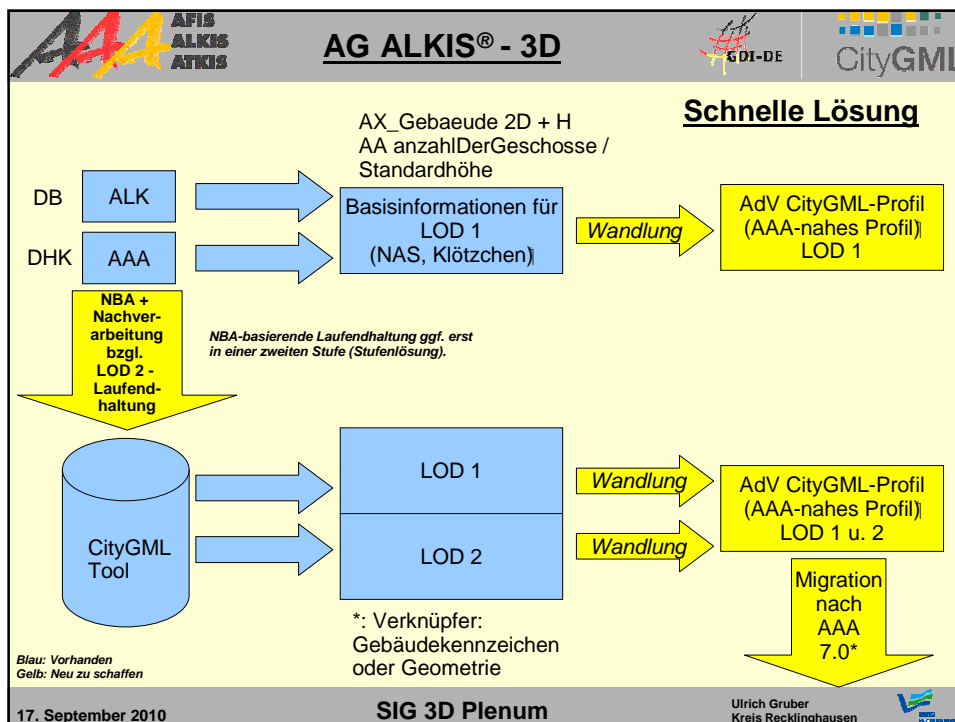 AFIS
ALKIS
ATKIS
AG ALKIS® - 3D
GDI-DE
CityGML
Schnelle Lösung
AX_Gebaeude 2D + H
AA anzahlDerGeschosse /
Standardhöhe
DB
ALK
DHK
AAA
Basisinformationen für
LOD 1
(NAS, Klötzchen)
Wandlung
AdV CityGML-Profil
(AAA-nahes Profil)
LOD 1
NBA +
Nachver-
arbeitung
bzgl.
LOD 2 -
Laufend-
haltung
NBA-basierende Laufendhaltung ggf. erst
in einer zweiten Stufe (Stufenlösung).
CityGML
Tool
LOD 1
LOD 2
Wandlung
Wandlung
AdV CityGML-Profil
(AAA-nahes Profil)
LOD 1 u. 2
Migration
nach
AAA
7.0*
*: Verknüpfer:
Gebäudekennzeichen
oder Geometrie
Blau: Vorhanden
Gelb: Neu zu schaffen
17. September 2010
SIG 3D Plenum
Ulrich Gruber
Kreis Recklinghausen